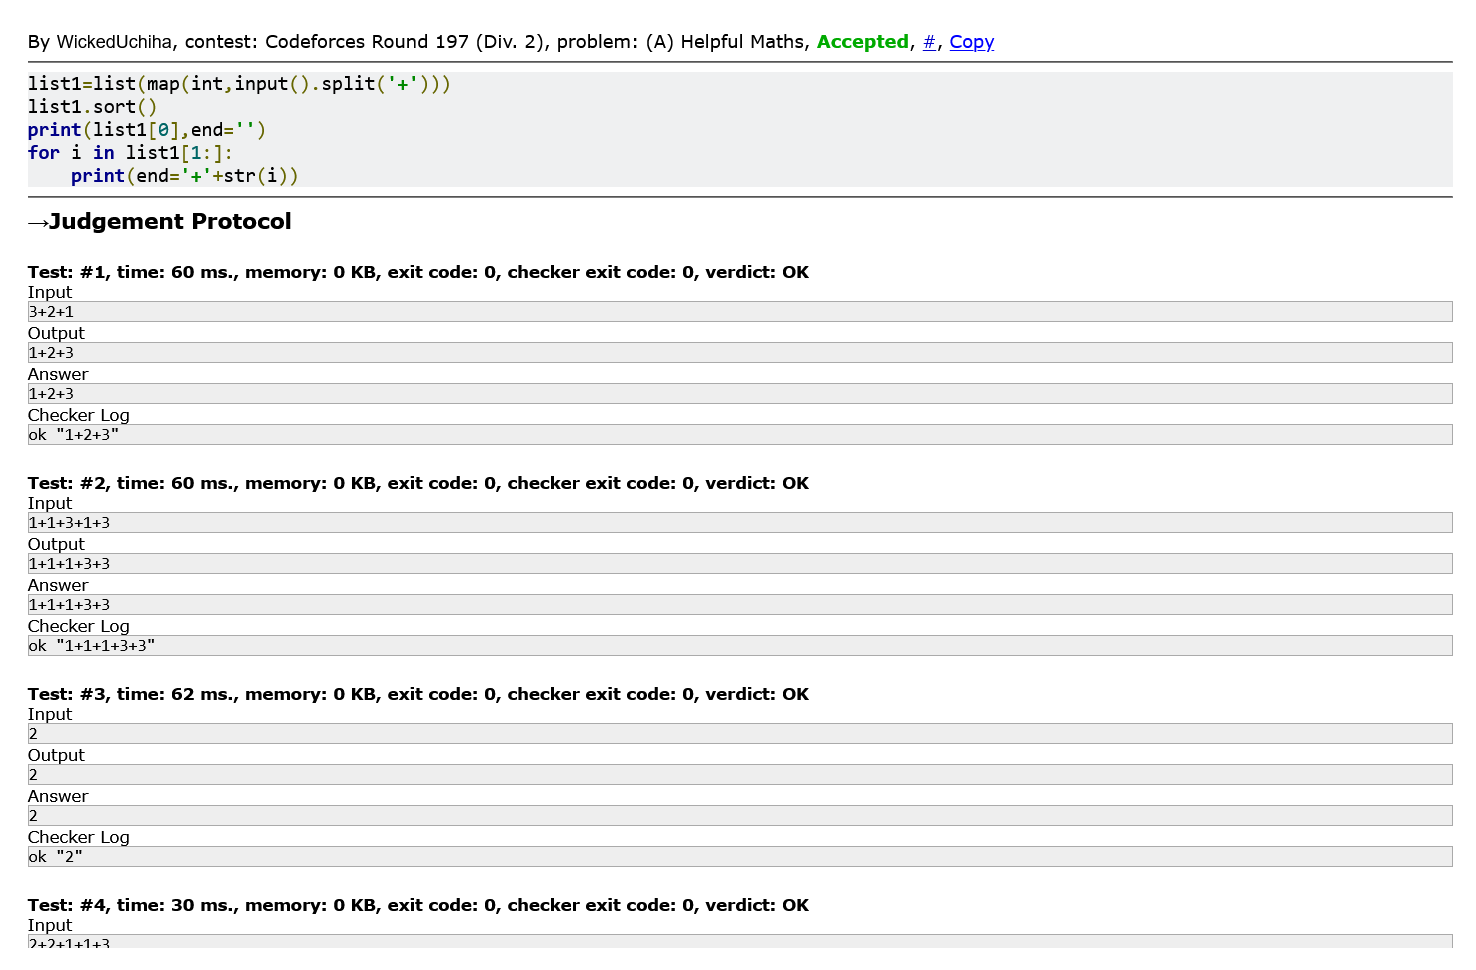 By WickedUchiha, contest: Codeforces Round 197 (Div. 2), problem: (A) Helpful Maths, Accepted, #, Copy
list1=list(map(int,input().split('+')))
list1.sort()
print(list1[0],end='')
for i in list1[1:]:
    print(end='+'+str(i))
→Judgement Protocol
Test: #1, time: 60 ms., memory: 0 KB, exit code: 0, checker exit code: 0, verdict: OK
Input
3+2+1
Output
1+2+3
Answer
1+2+3
Checker Log
ok "1+2+3"
Test: #2, time: 60 ms., memory: 0 KB, exit code: 0, checker exit code: 0, verdict: OK
Input
1+1+3+1+3
Output
1+1+1+3+3
Answer
1+1+1+3+3
Checker Log
ok "1+1+1+3+3"
Test: #3, time: 62 ms., memory: 0 KB, exit code: 0, checker exit code: 0, verdict: OK
Input
2
Output
2
Answer
2
Checker Log
ok "2"
Test: #4, time: 30 ms., memory: 0 KB, exit code: 0, checker exit code: 0, verdict: OK
Input
2+2+1+1+3